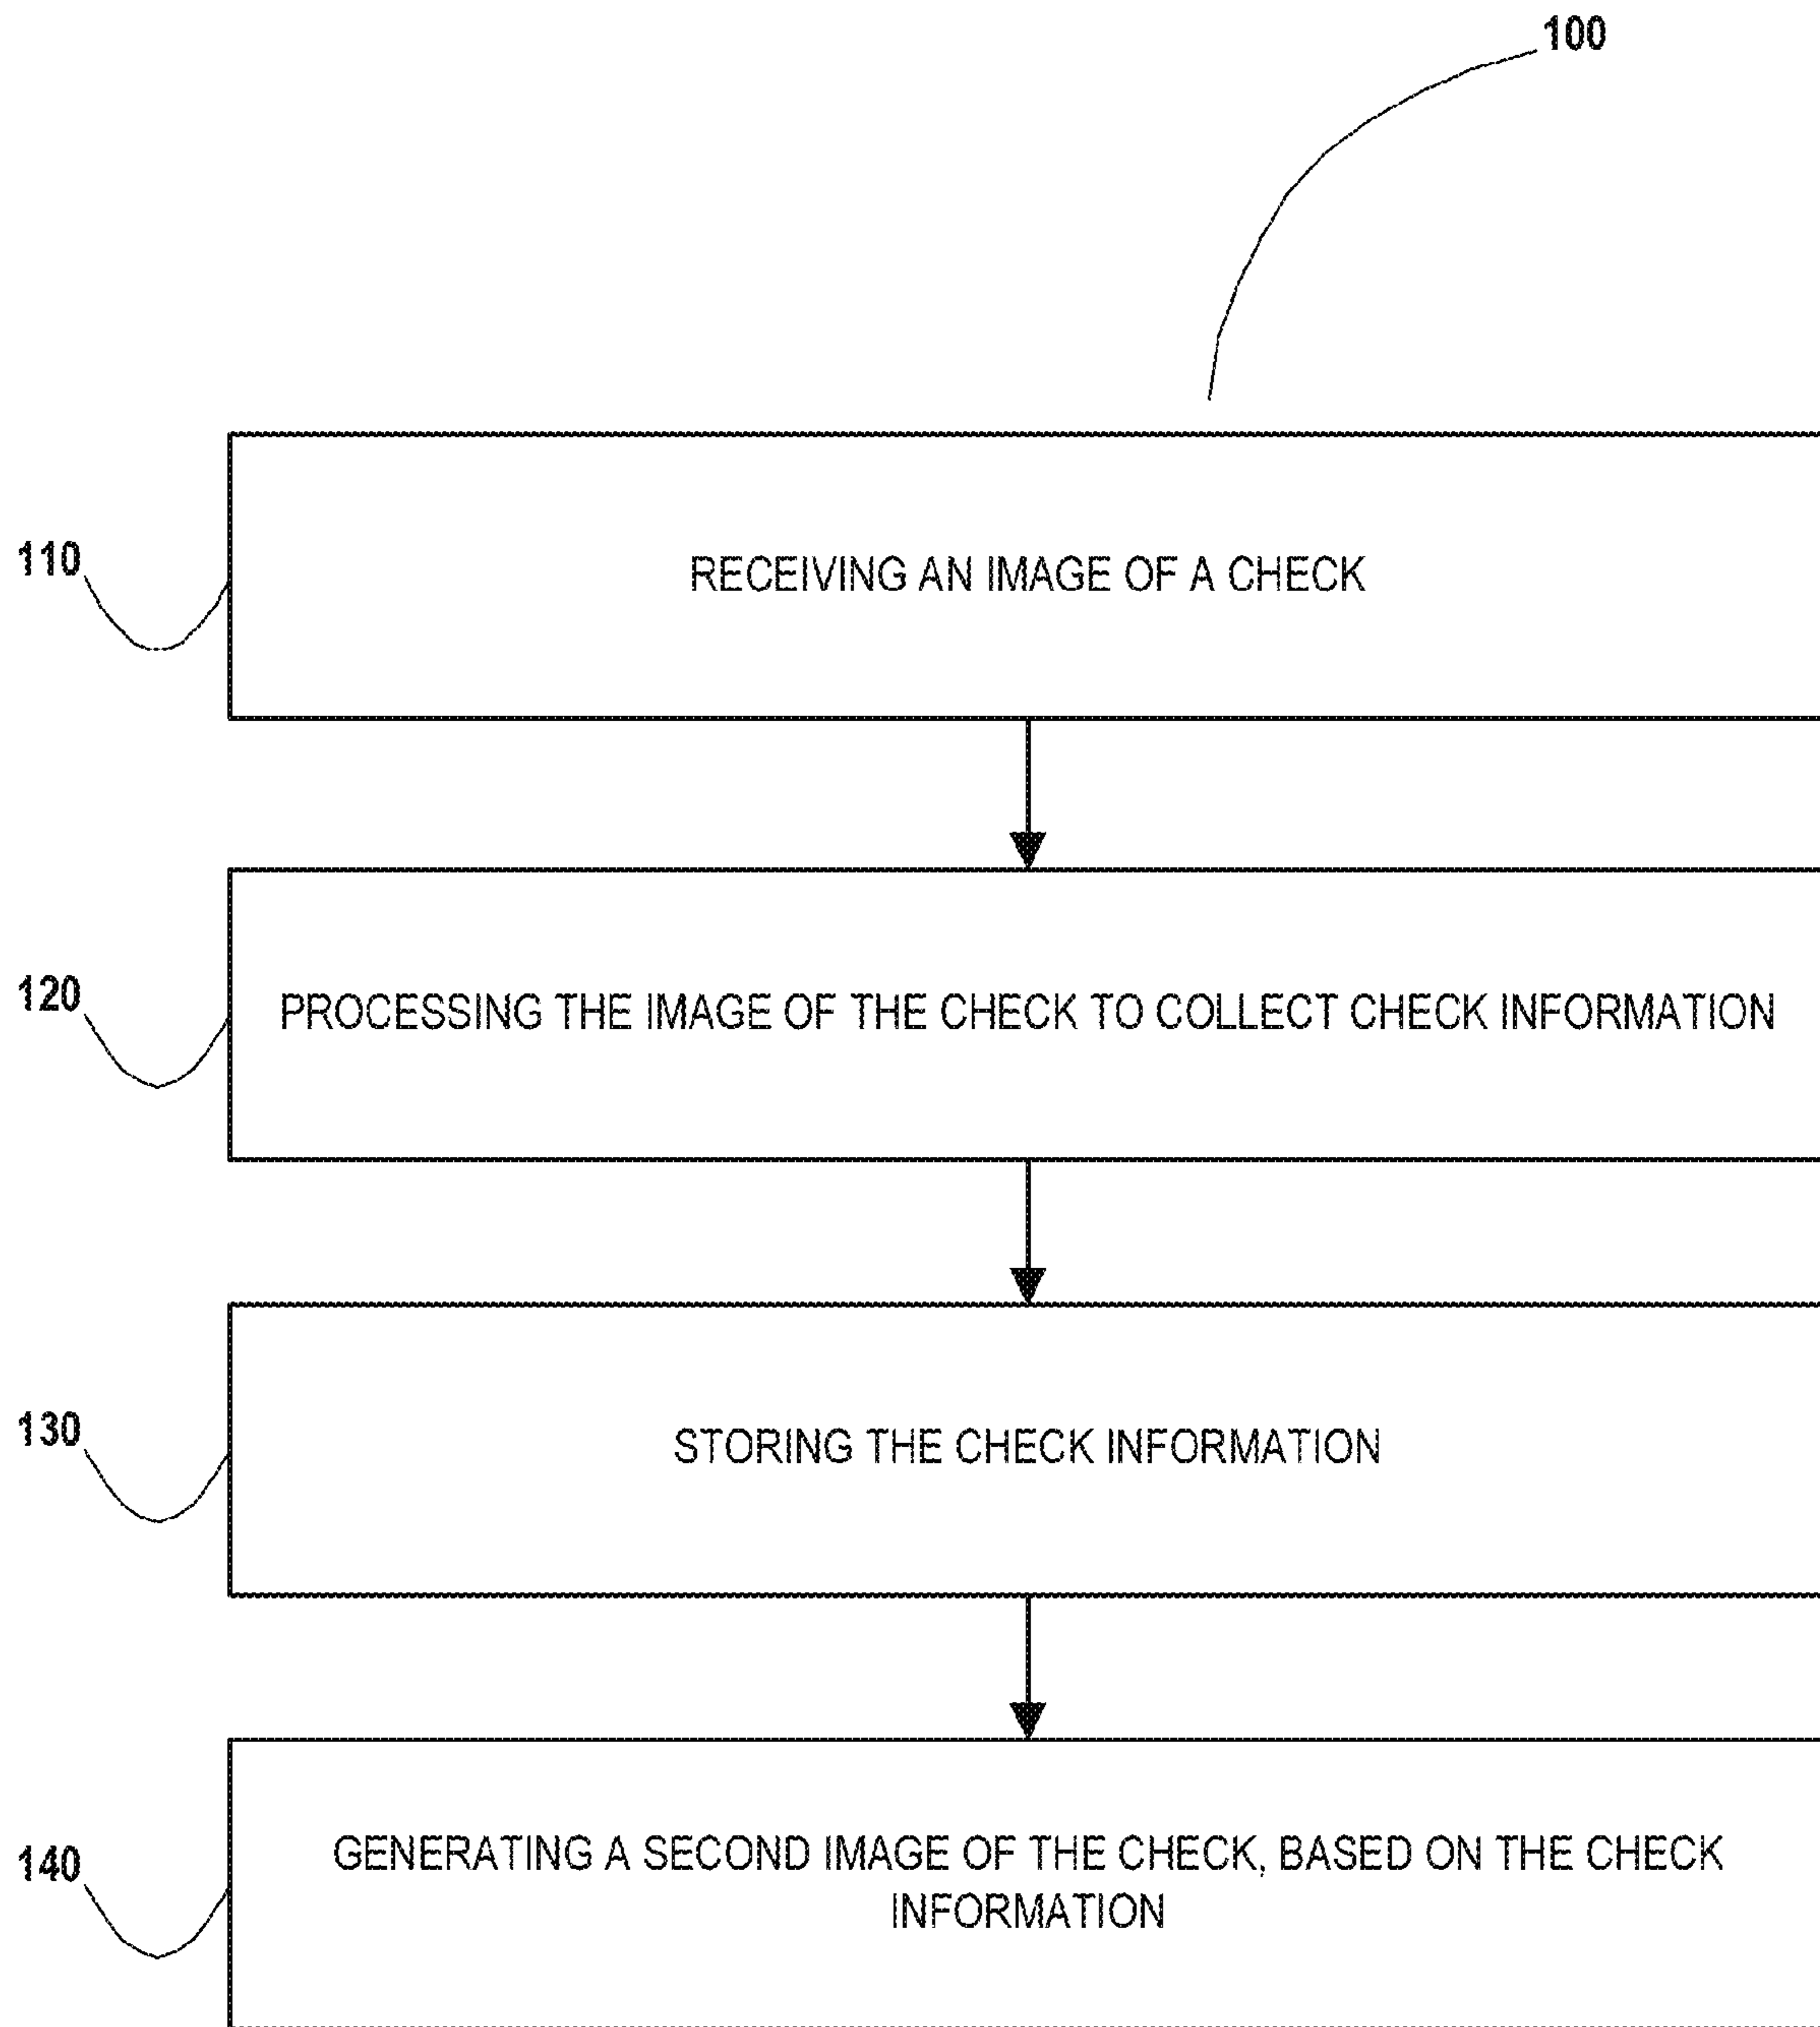 100
110
RECEIVING AN IMAGE OF A CHECK
120
PROCESSING THE IMAGE OF THE CHECK TO COLLECT CHECK INFORMATION
130
STORING THE CHECK INFORMATION
140
GENERATING A SECOND IMAGE OF THE CHECK, BASED ON THE CHECK
INFORMATION